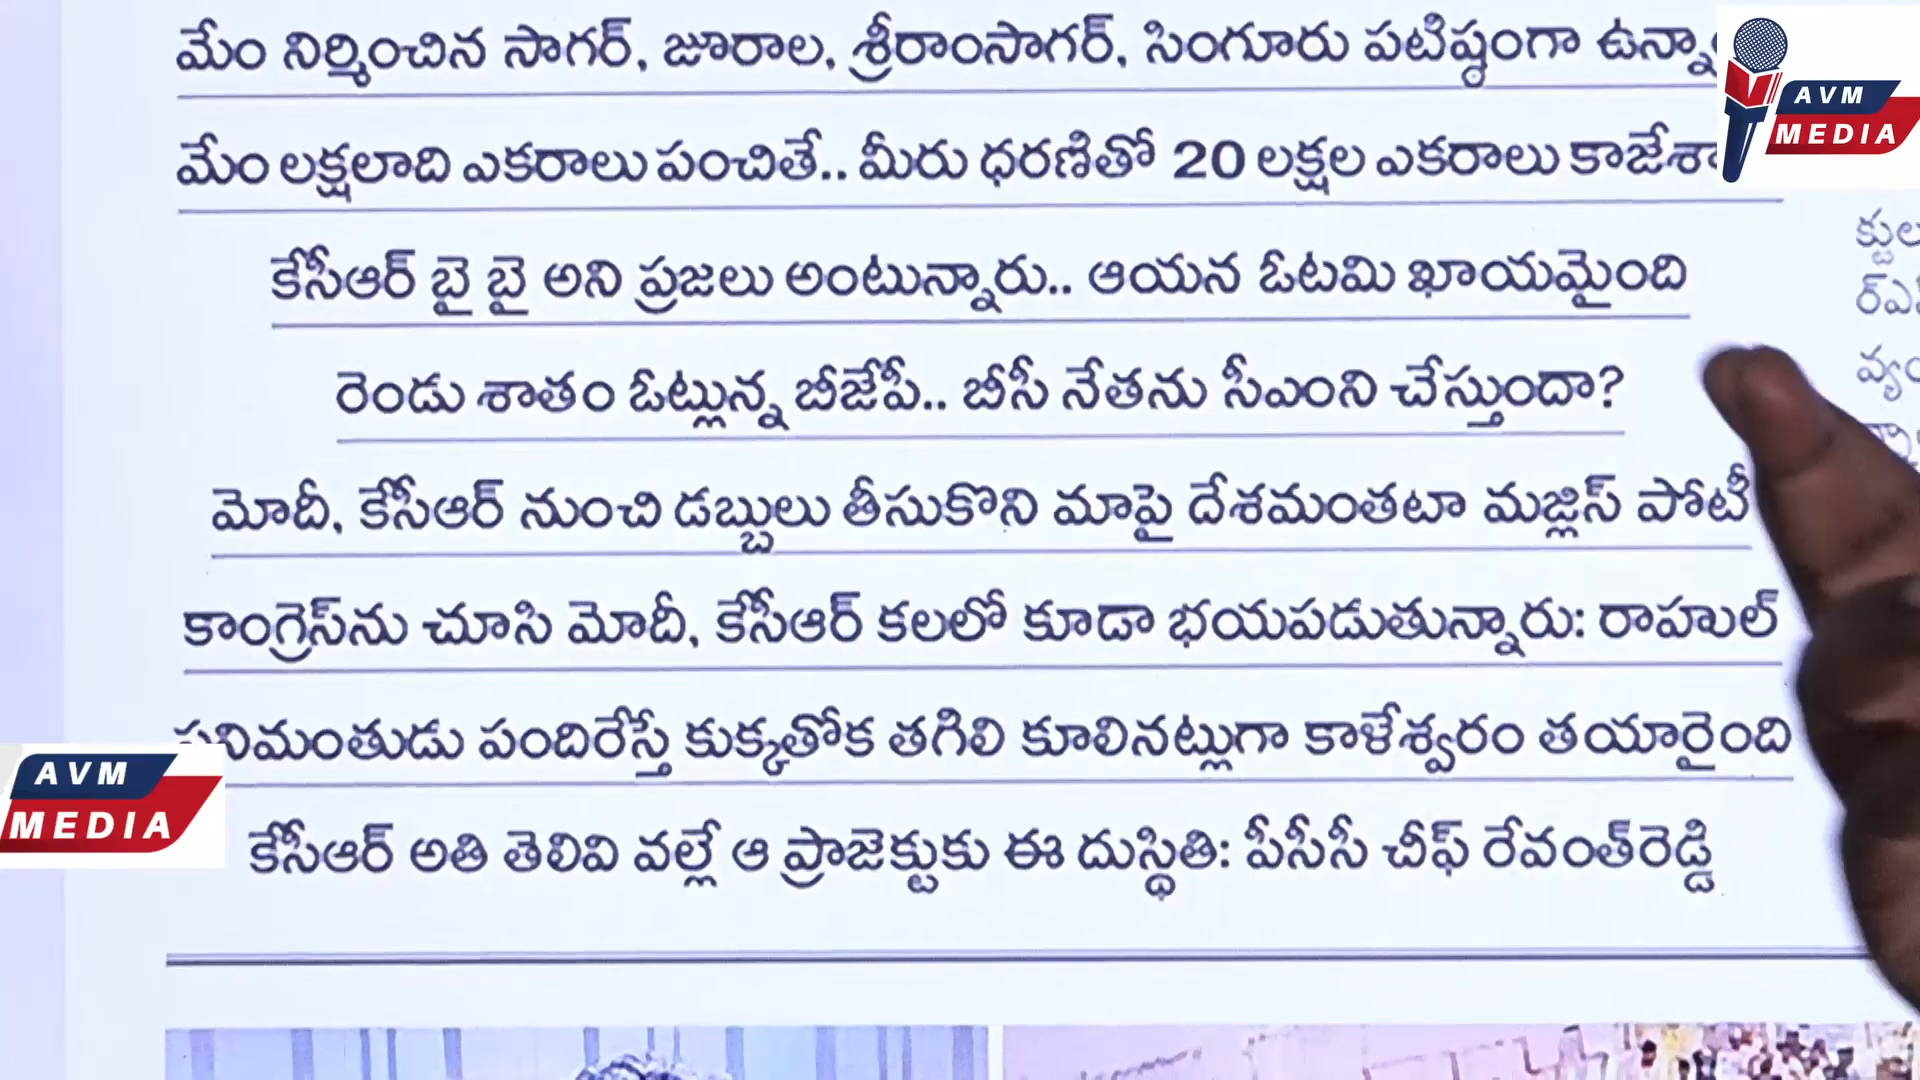 మేం నిర్మించిన సాగర్, జూరాల, శ్రీరాంసాగర్, సింగూరు పటిష్ఠంగా
మేం లక్షలాది ఎకరాలు పంచితే.. మీరు ధరణితో 20 లక్షల ఎకరాలు
కేసీఆర్ బై బై అని ప్రజలు అంటున్నారు.. ఆయన ఓటమి ఖాయమైంది
రెండు శాతం ఓట్లున్న బీజేపీ.. బీసీ నేతను సీఎంని చేస్తుందా?
మోదీ, కేసీఆర్ నుంచి డబ్బులు తీసుకొని మాపై దేశమంతటా మజ్లిస్ పోటీ
కాంగ్రెస్‌ను చూసి మోదీ, కేసీఆర్ కలలో కూడా భయపడుతున్నారు: రాహుల్
పందిరేస్తే కుక్కతోక తగిలి కూలినట్లుగా కాళేశ్వరం తయారైంది
కేసీఆర్ అతి తెలివి వల్లే ఆ ప్రాజెక్టుకు ఈ దుస్థితి: పీసీసీ చీఫ్ రేవంత్‌రెడ్డి
AVM
MEDIA
AVM
MEDIA